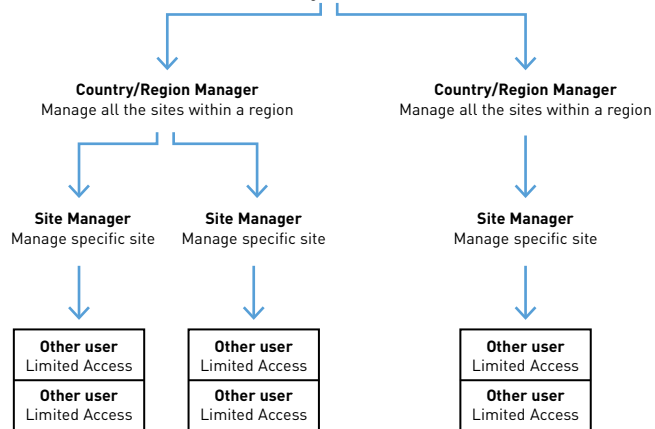 Country/Region Manager
Manage all the sites within a region
Country/Region Manager
Manage all the sites within a region
Site Manager
Manage specific site
Site Manager
Manage specific site
Site Manager
Manage specific site
Other user
Limited Access
Other user
Limited Access
Other user
Limited Access
Other user
Limited Access
Other user
Limited Access
Other user
Limited Access